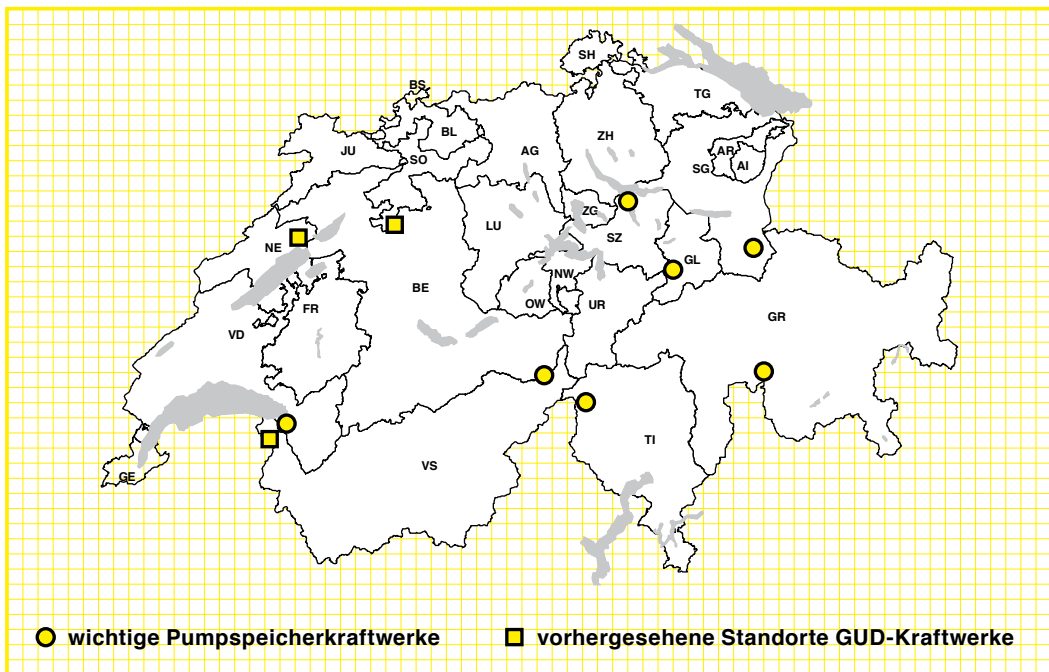 SH
BS
TG
ZH
BL
JU
SO
AG
AR
AI
SG
ZG
LU
SZ
NE
GL
NW
BE
OW
UR
FR
GR
VD
TI
VS
GE
wichtige Pumpspeicherkraftwerke
vorhergesehene Standorte GUD-Kraftwerke